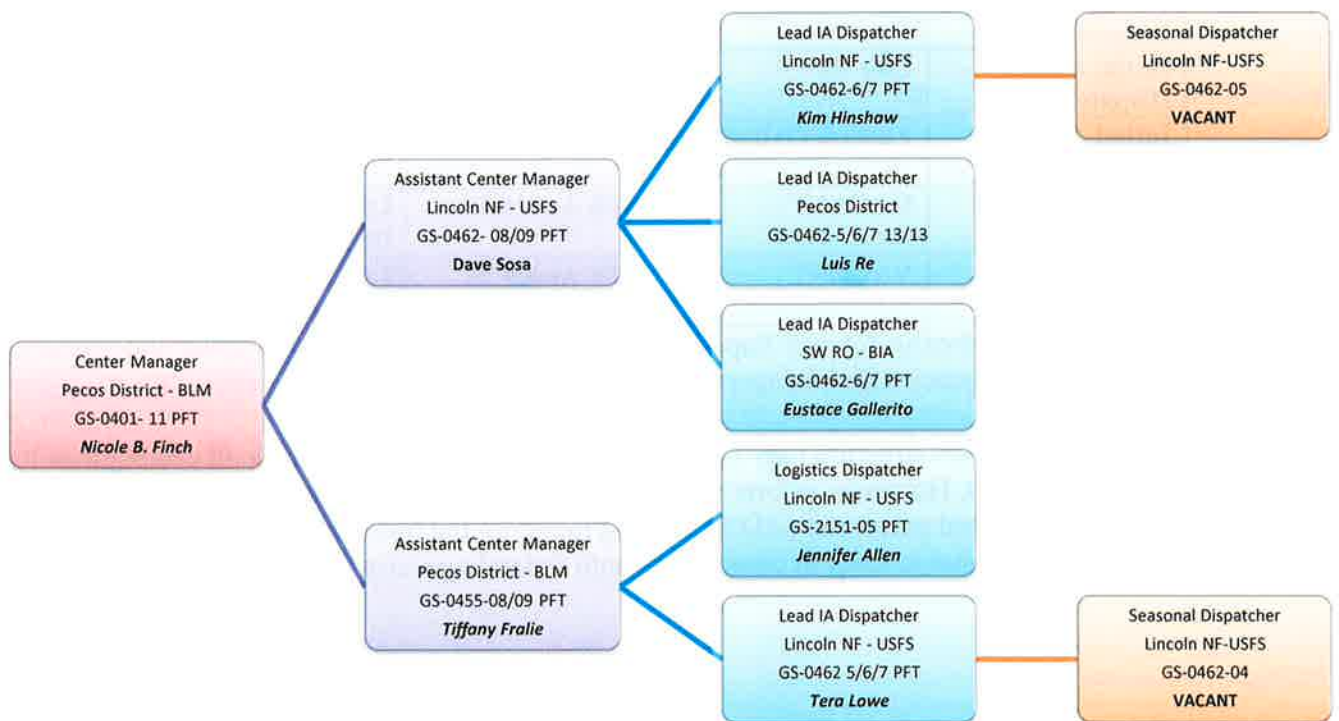 Lead IA Dispatcher
Lincoln NF - USFS
GS-0462-6/7 PFT
Kim Hinshaw
Seasonal Dispatcher
Lincoln NF-USFS
GS-0462-05
VACANT
Assistant Center Manager
Lincoln NF - USFS
GS-0462- 08/09 PFT
Dave Sosa
Lead IA Dispatcher
Pecos District
GS-0462-5/6/7 13/13
Luis Re
Lead IA Dispatcher
SW RO - BIA
GS-0462-6/7 PFT
Eustace Gallerito
Center Manager
Pecos District - BLM
GS-0401- 11 PFT
Nicole B. Finch
Logistics Dispatcher
Lincoln NF - USFS
GS-2151-05 PFT
Jennifer Allen
Assistant Center Manager
Pecos District - BLM
GS-0455-08/09 PFT
Tiffany Fralie
Lead IA Dispatcher
Lincoln NF - USFS
GS-0462 5/6/7 PFT
Tera Lowe
Seasonal Dispatcher
Lincoln NF-USFS
GS-0462-04
VACANT